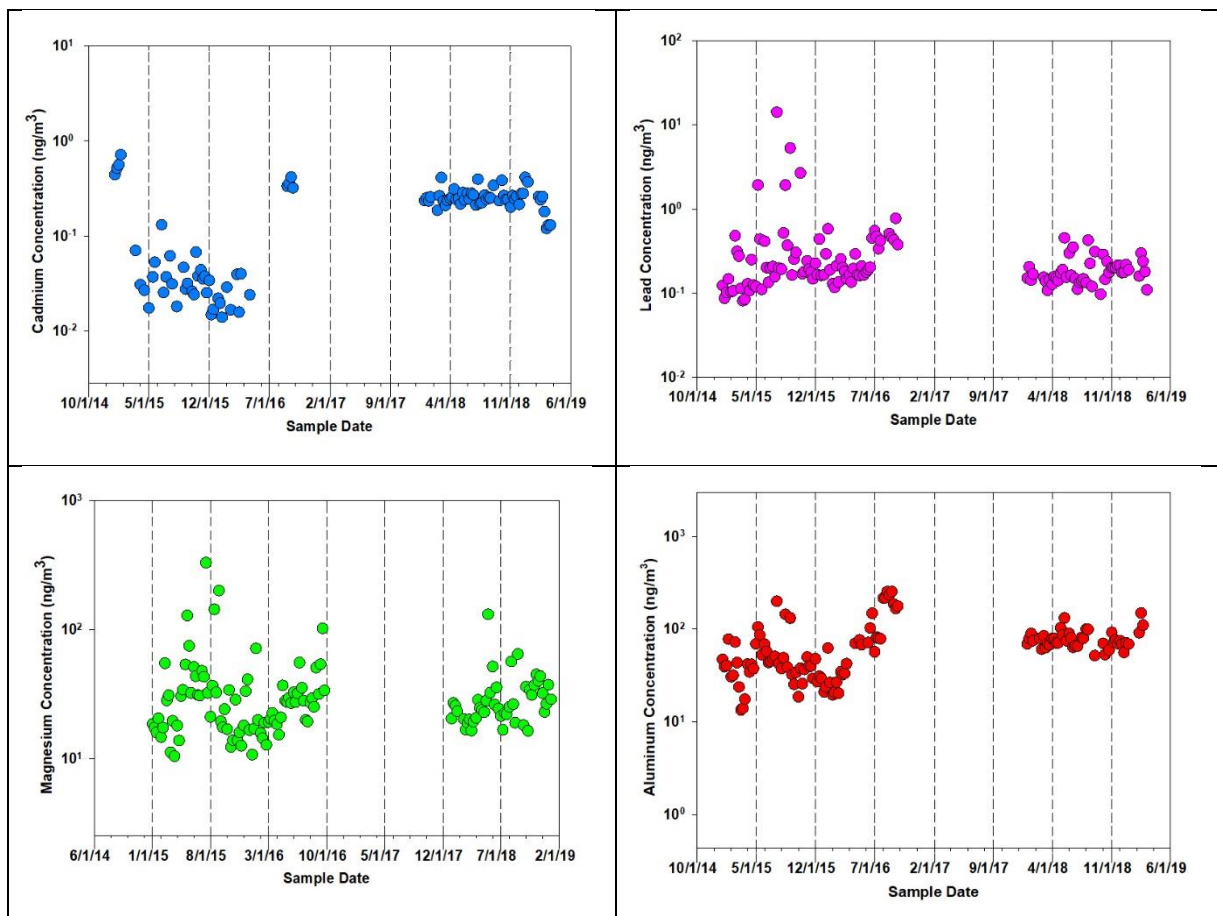 10¹
10⁰
10⁻¹
10⁻²
Cadmium Concentration (ng/m³)
10/1/14 5/1/15 12/1/15 7/1/16 2/1/17 9/1/17 4/1/18 11/1/18 6/1/19
Sample Date
10²
10¹
10⁰
10⁻¹
10⁻²
Lead Concentration (ng/m³)
10/1/14 5/1/15 12/1/15 7/1/16 2/1/17 9/1/17 4/1/18 11/1/18 6/1/19
Sample Date
10³
10²
10¹
Magnesium Concentration (ng/m³)
6/1/14 1/1/15 8/1/15 3/1/16 10/1/16 5/1/17 12/1/17 7/1/18 2/1/19
Sample Date
10³
10²
10¹
10⁰
Aluminum Concentration (ng/m³)
10/1/14 5/1/15 12/1/15 7/1/16 2/1/17 9/1/17 4/1/18 11/1/18 6/1/19
Sample Date